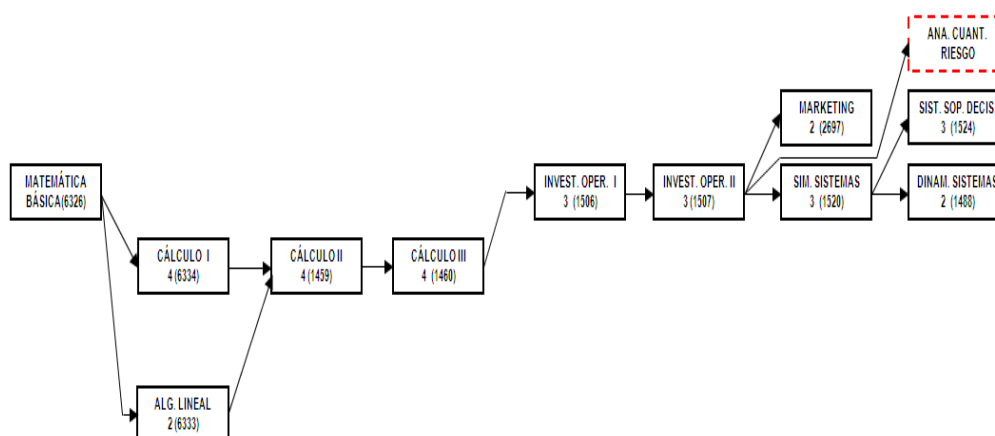 ANA. CUANT.
RIESGO
MARKETING
2 (2697)
SIST. SOP. DECIS.
3 (1524)
MATEMÁTICA
BÁSICA(6326)
INVEST. OPER. I
3 (1506)
INVEST. OPER. II
3 (1507)
SIM. SISTEMAS
3 (1520)
DINAM. SISTEMAS
2 (1488)
CÁLCULO I
4 (6334)
CÁLCULO II
4 (1459)
CÁLCULO III
4 (1460)
ALG. LINEAL
2 (6333)